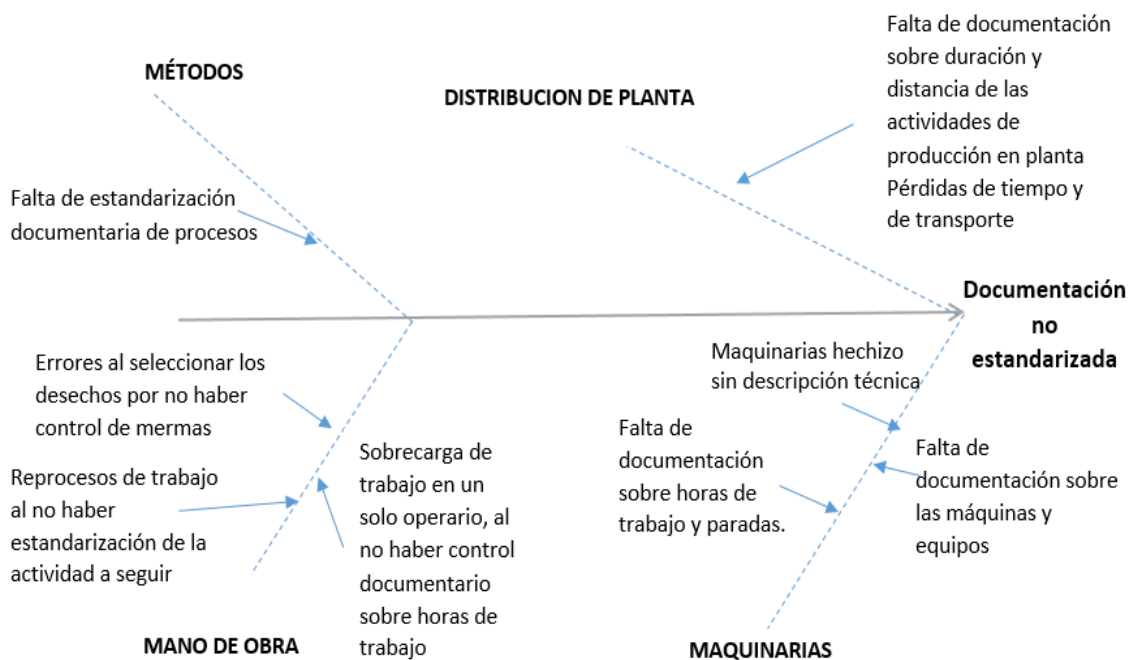 MÉTODOS
Falta de estandarización
documentaria de procesos
DISTRIBUCION DE PLANTA
Falta de documentación
sobre duración y
distancia de las
actividades de
producción en planta
Pérdidas de tiempo y
de transporte
Documentación
no
estandarizada
Errores al seleccionar los
desechos por no haber
control de mermas
Reprocesos de trabajo
al no haber
estandarización de la
actividad a seguir
Sobrecarga de
trabajo en un
solo operario, al
no haber control
documentario
sobre horas de
trabajo
MANO DE OBRA
Maquinarias hechizo
sin descripción técnica
Falta de
documentación
sobre horas de
trabajo y paradas.
Falta de
documentación sobre
las máquinas y
equipos
MAQUINARIAS